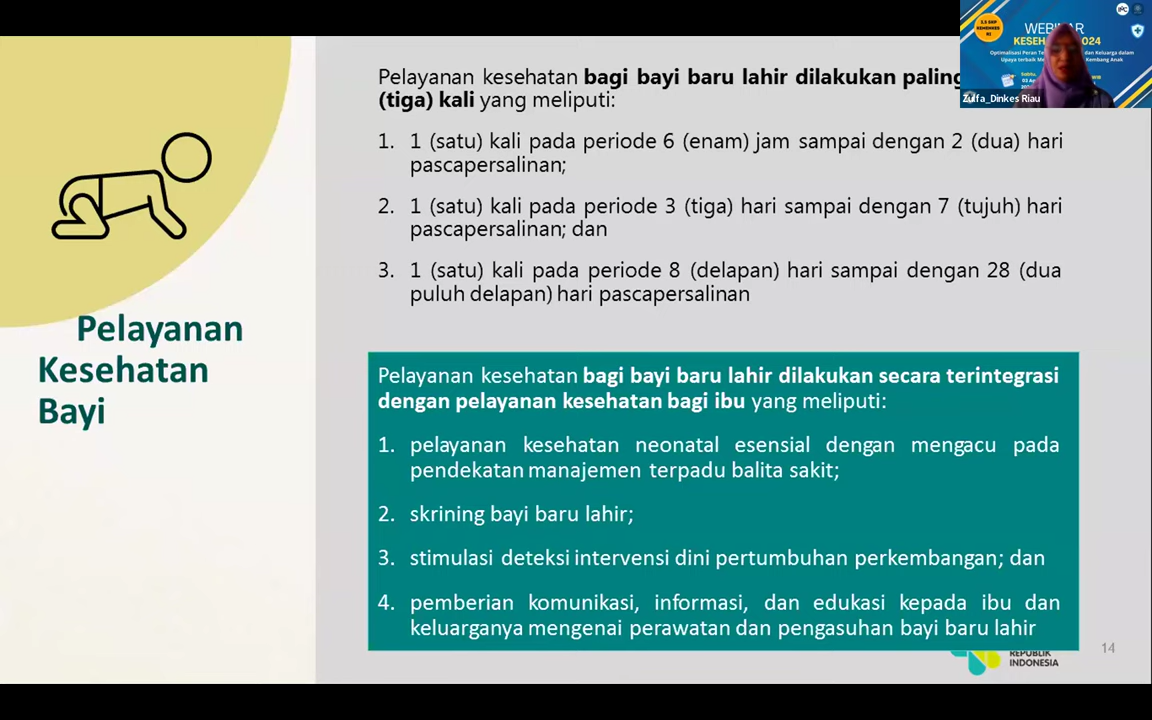 Pelayanan
Kesehatan
Bayi
Pelayanan kesehatan bagi bayi baru lahir dilakukan paling
(tiga) kali yang meliputi:
1. 1 (satu) kali pada periode 6 (enam) jam sampai dengan 2 (dua) hari
pascapersalinan;
2. 1 (satu) kali pada periode 3 (tiga) hari sampai dengan 7 (tujuh) hari
pascapersalinan; dan
3. 1 (satu) kali pada periode 8 (delapan) hari sampai dengan 28 (dua
puluh delapan) hari pascapersalinan
Pelayanan kesehatan bagi bayi baru lahir dilakukan secara terintegrasi
dengan pelayanan kesehatan bagi ibu yang meliputi:
1. pelayanan kesehatan neonatal esensial dengan mengacu pada
pendekatan manajemen terpadu balita sakit;
2. skrining bayi baru lahir;
3. stimulasi deteksi intervensi dini pertumbuhan perkembangan; dan
4. pemberian komunikasi, informasi, dan edukasi kepada ibu dan
keluarganya mengenai perawatan dan pengasuhan bayi baru lahir
REPUBLIK
INDONESIA
14
Zulfa_Dinkes Riau